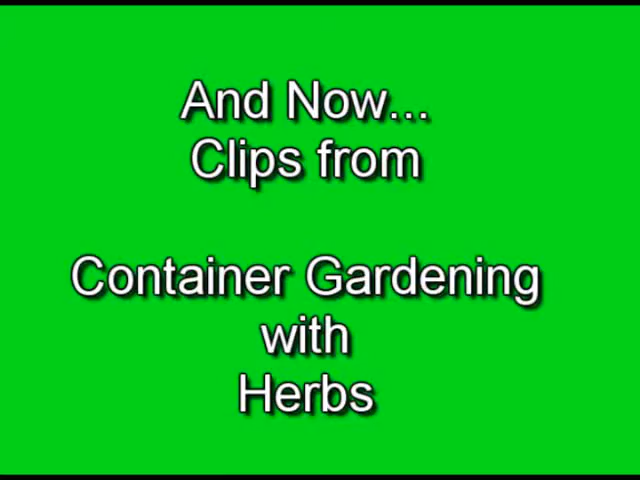 And Now...
Clips from
Container Gardening
with
Herbs